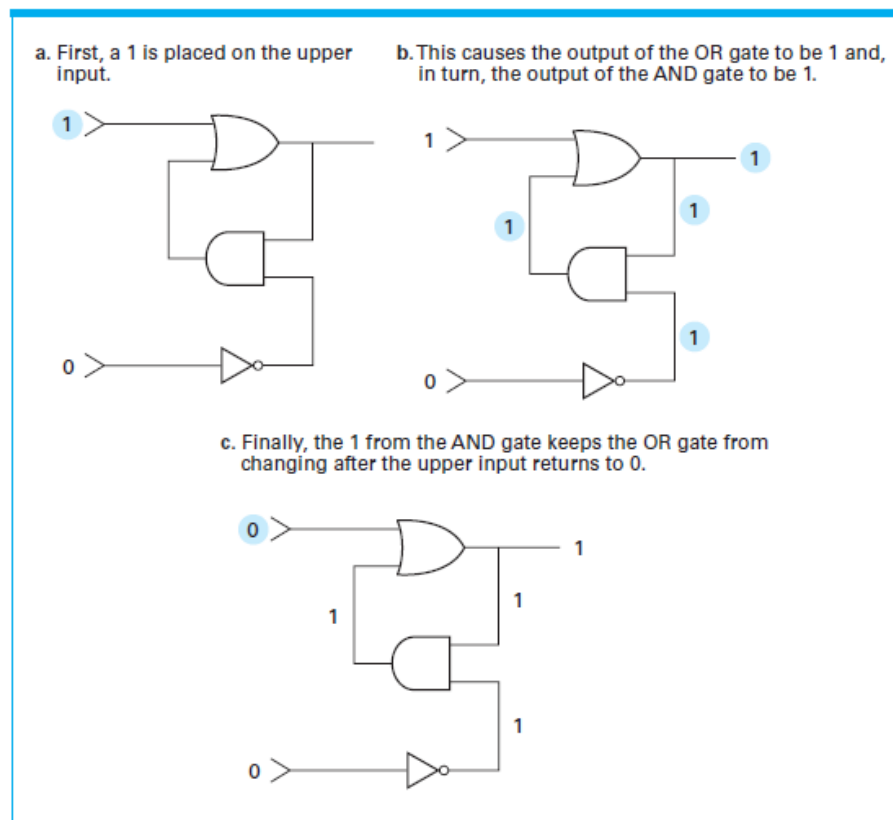 a. First, a 1 is placed on the upper
input.
b. This causes the output of the OR gate to be 1 and,
in turn, the output of the AND gate to be 1.
1
0
1
1
1
1
1
0
c. Finally, the 1 from the AND gate keeps the OR gate from
changing after the upper input returns to 0.
0
1
1
1
1
0